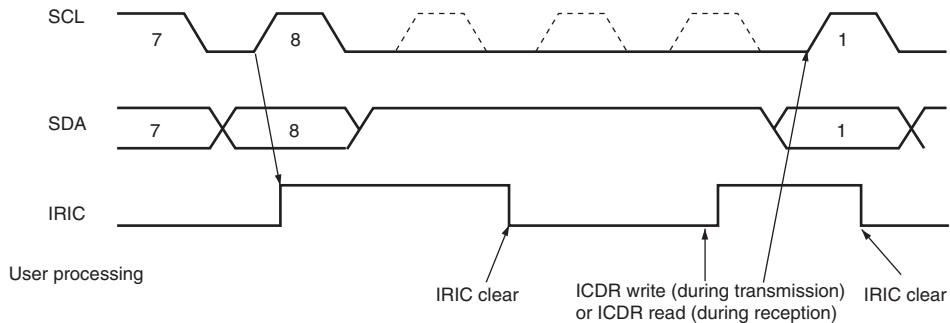 SCL
7
8
1
SDA
7
8
1
IRIC
User processing
IRIC clear
ICDR write (during transmission)
or ICDR read (during reception)
IRIC clear